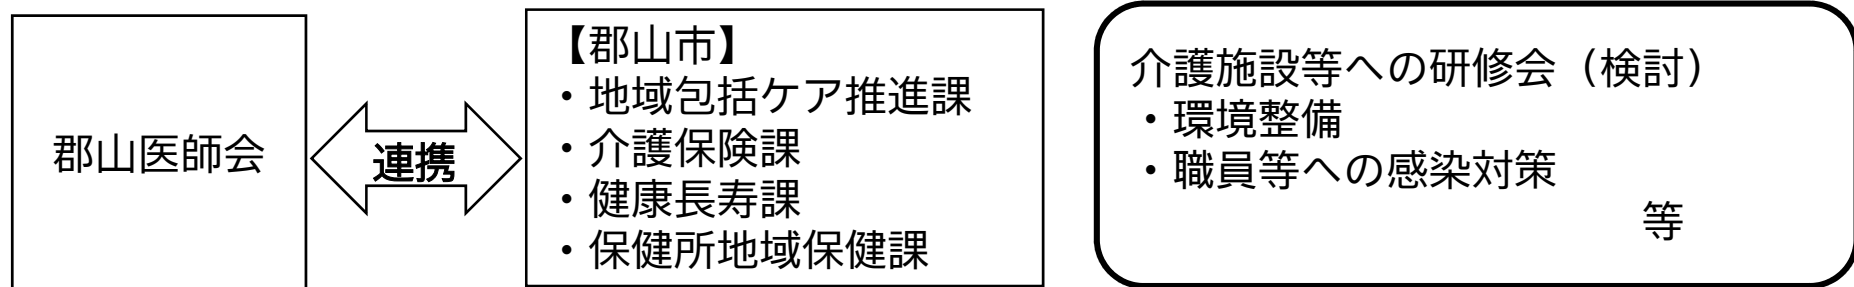 郡山医師会
連携
【郡山市】
・地域包括ケア推進課
・介護保険課
・健康長寿課
・保健所地域保健課
介護施設等への研修会（検討）
・環境整備
・職員等への感染対策
等